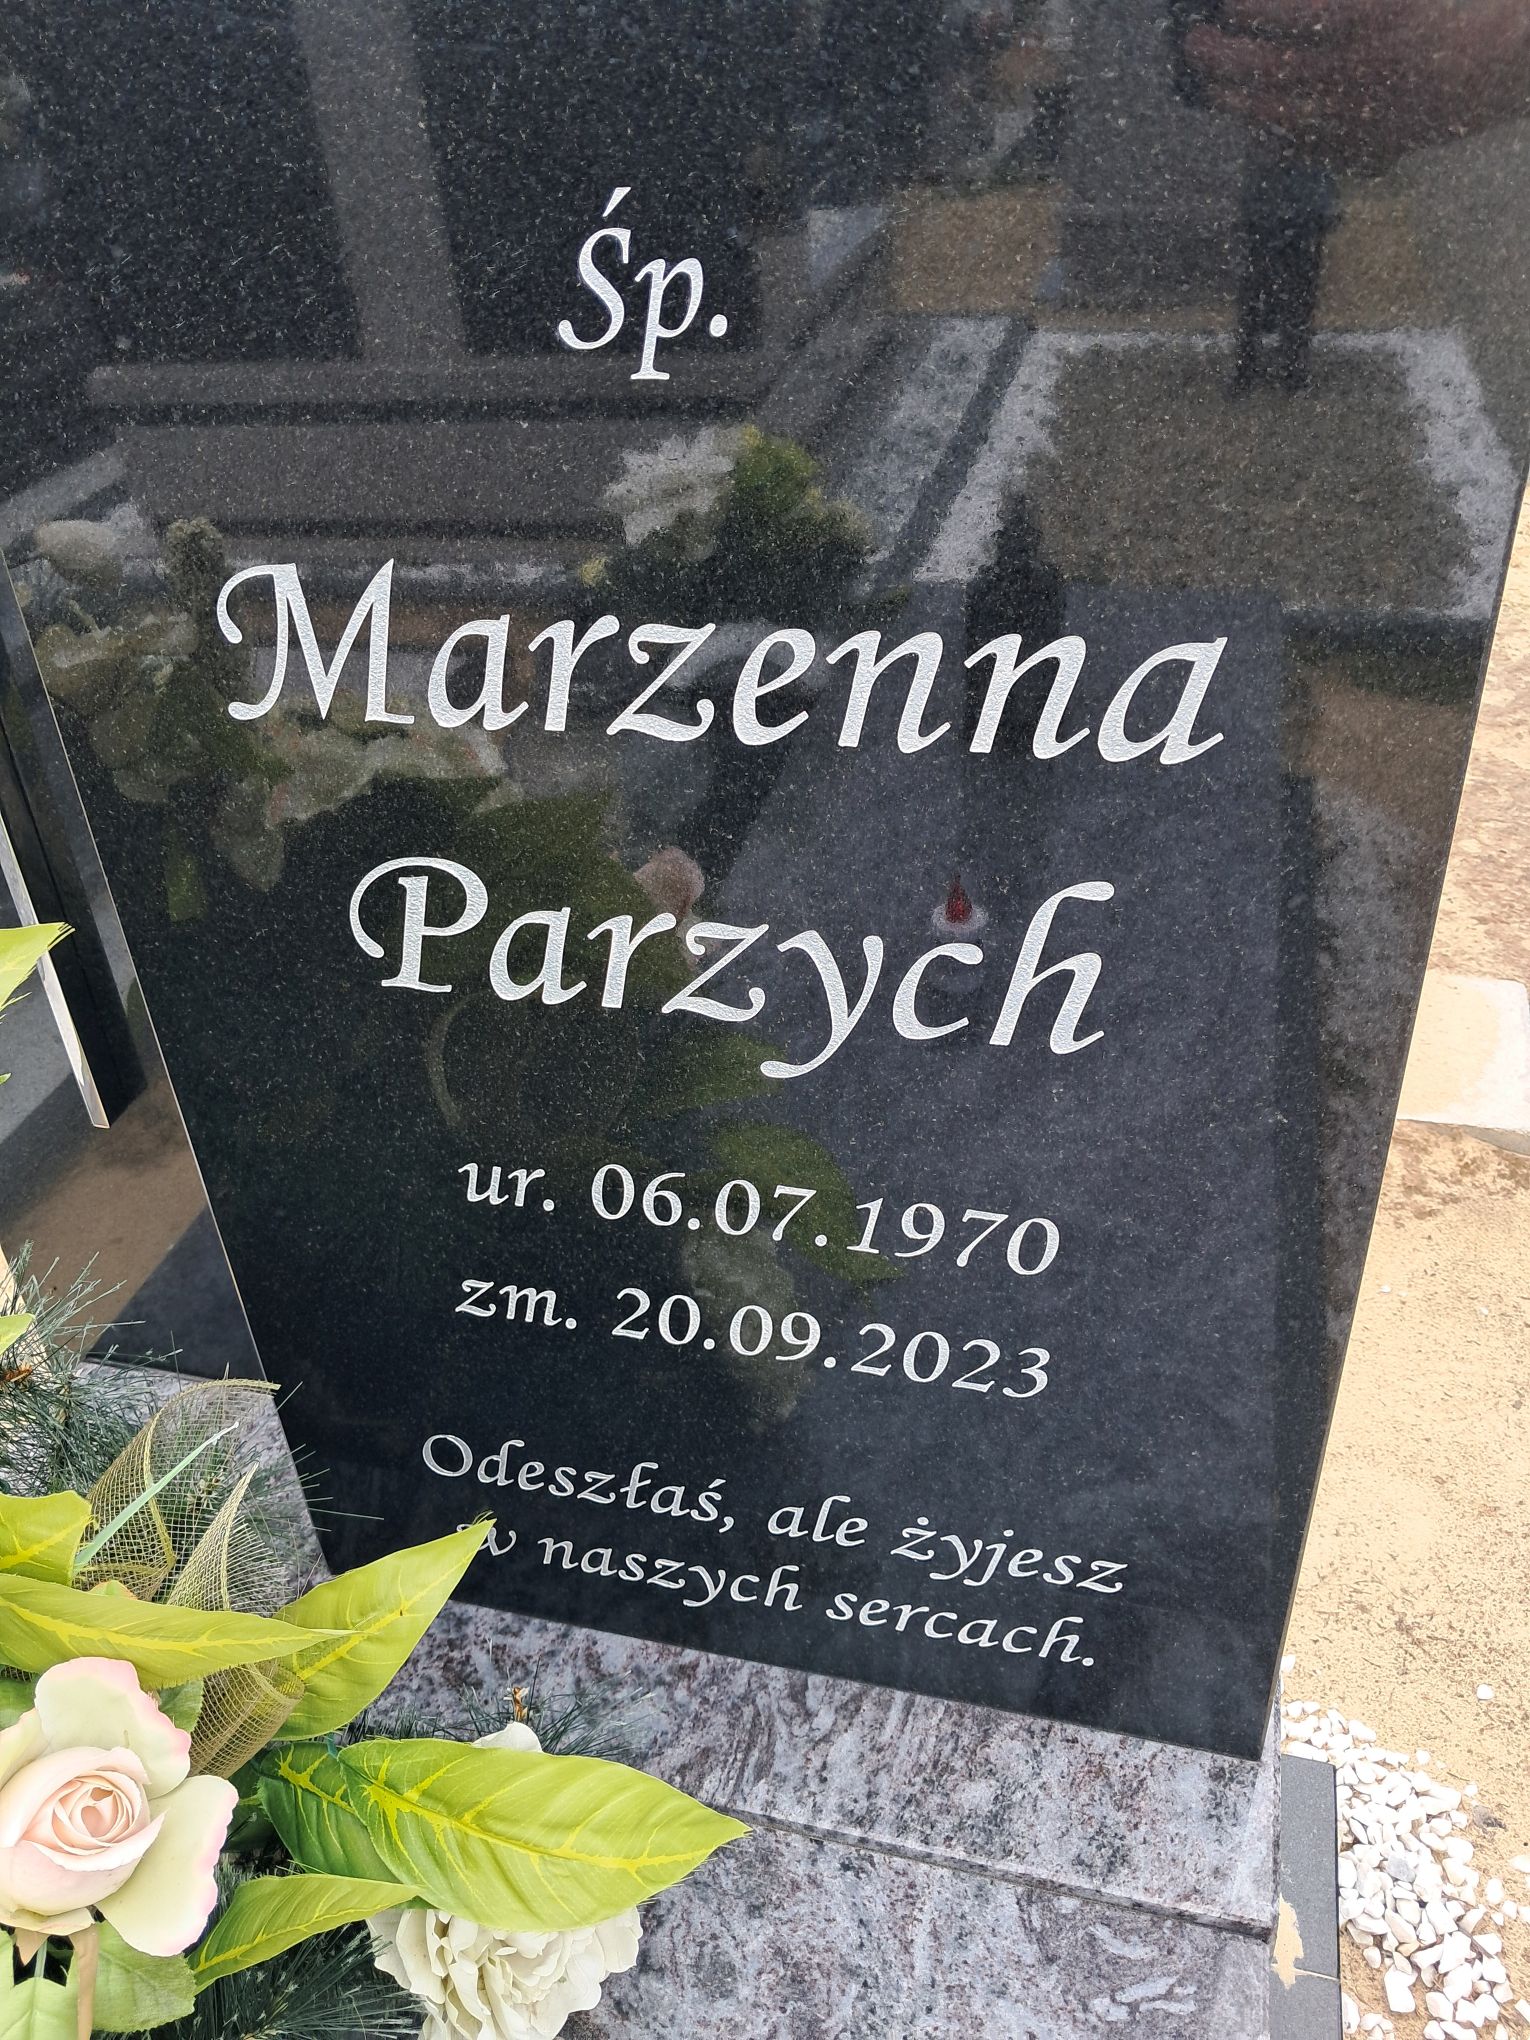 Śp.
Marzenna
Parzych
ur. 06.07.1970
zm. 20.09.2023
Odeszłaś, ale żyjesz
w naszych sercach.